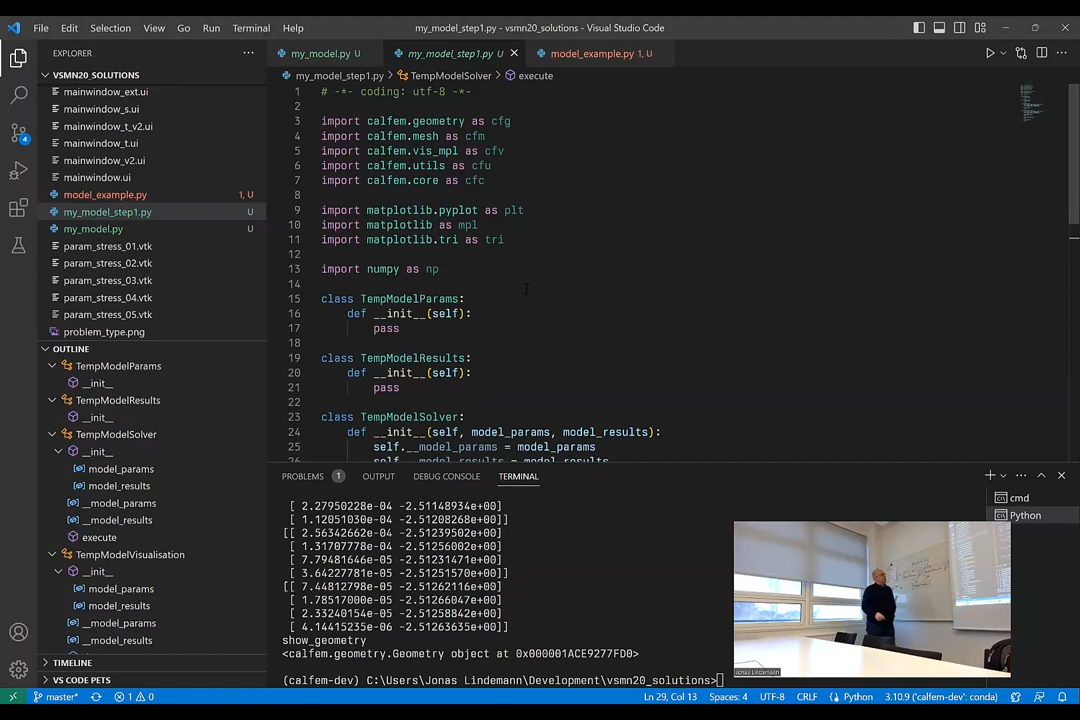 File Edit Selection View Go Run Terminal Help
my_model_step1.py - vsmn20_solutions - Visual Studio Code
EXPLORER
VSMN20_SOLUTIONS
mainwindow_ext.ui
mainwindow_s.ui
mainwindow_t_v2.ui
mainwindow_t.ui
mainwindow_v2.ui
mainwindow.ui
model_example.py 1, U
my_model_step1.py U
my_model.py U
param_stress_01.vtk
param_stress_02.vtk
param_stress_03.vtk
param_stress_04.vtk
param_stress_05.vtk
problem_type.png
OUTLINE
TempModelParams
__init__
TempModelResults
__init__
TempModelSolver
__init__
model_params
model_results
__model_params
__model_results
execute
TempModelVisualisation
__init__
model_params
model_results
__model_params
__model_results
TIMELINE
VS CODE PETS
4
my_model.py U
my_model_step1.py U
model_example.py 1, U
my_model_step1.py > TempModelSolver > execute
1 # -*- coding: utf-8 -*-
2
3 import calfem.geometry as cfg
4 import calfem.mesh as cfm
5 import calfem.vis_mpl as cfv
6 import calfem.utils as cfu
7 import calfem.core as cfc
8
9 import matplotlib.pyplot as plt
10 import matplotlib as mpl
11 import matplotlib.tri as tri
12
13 import numpy as np
14
15 class TempModelParams:
16 def __init__(self):
17 pass
18
19 class TempModelResults:
20 def __init__(self):
21 pass
22
23 class TempModelSolver:
24 def __init__(self, model_params, model_results):
25 self.__model_params = model_params
26 self.__model_results = model_results
PROBLEMS 1 OUTPUT DEBUG CONSOLE TERMINAL
[ 2.27950228e-04 -2.51148934e+00]
[ 1.12051030e-04 -2.51208268e+00]]
[[ 2.56342662e-04 -2.51239502e+00]
[ 1.31707778e-04 -2.51256002e+00]
[ 7.79481646e-05 -2.51231471e+00]
[ 3.64227781e-05 -2.51251570e+00]]
[[ 7.44812798e-05 -2.51262116e+00]
[ 1.78517000e-05 -2.51266047e+00]
[ 2.33240154e-05 -2.51258842e+00]
[ 4.14415235e-06 -2.51263635e+00]]
show_geometry
<calfem.geometry.Geometry object at 0x000001ACE9277FD0>
(calfem-dev) C:\Users\Jonas Lindemann\Development\vsmn20_solutions>
cmd
Python
Jonas Lindemann
master* 1 0 Ln 29, Col 13 Spaces: 4 UTF-8 CRLF Python 3.10.9 ('calfem-dev': conda)